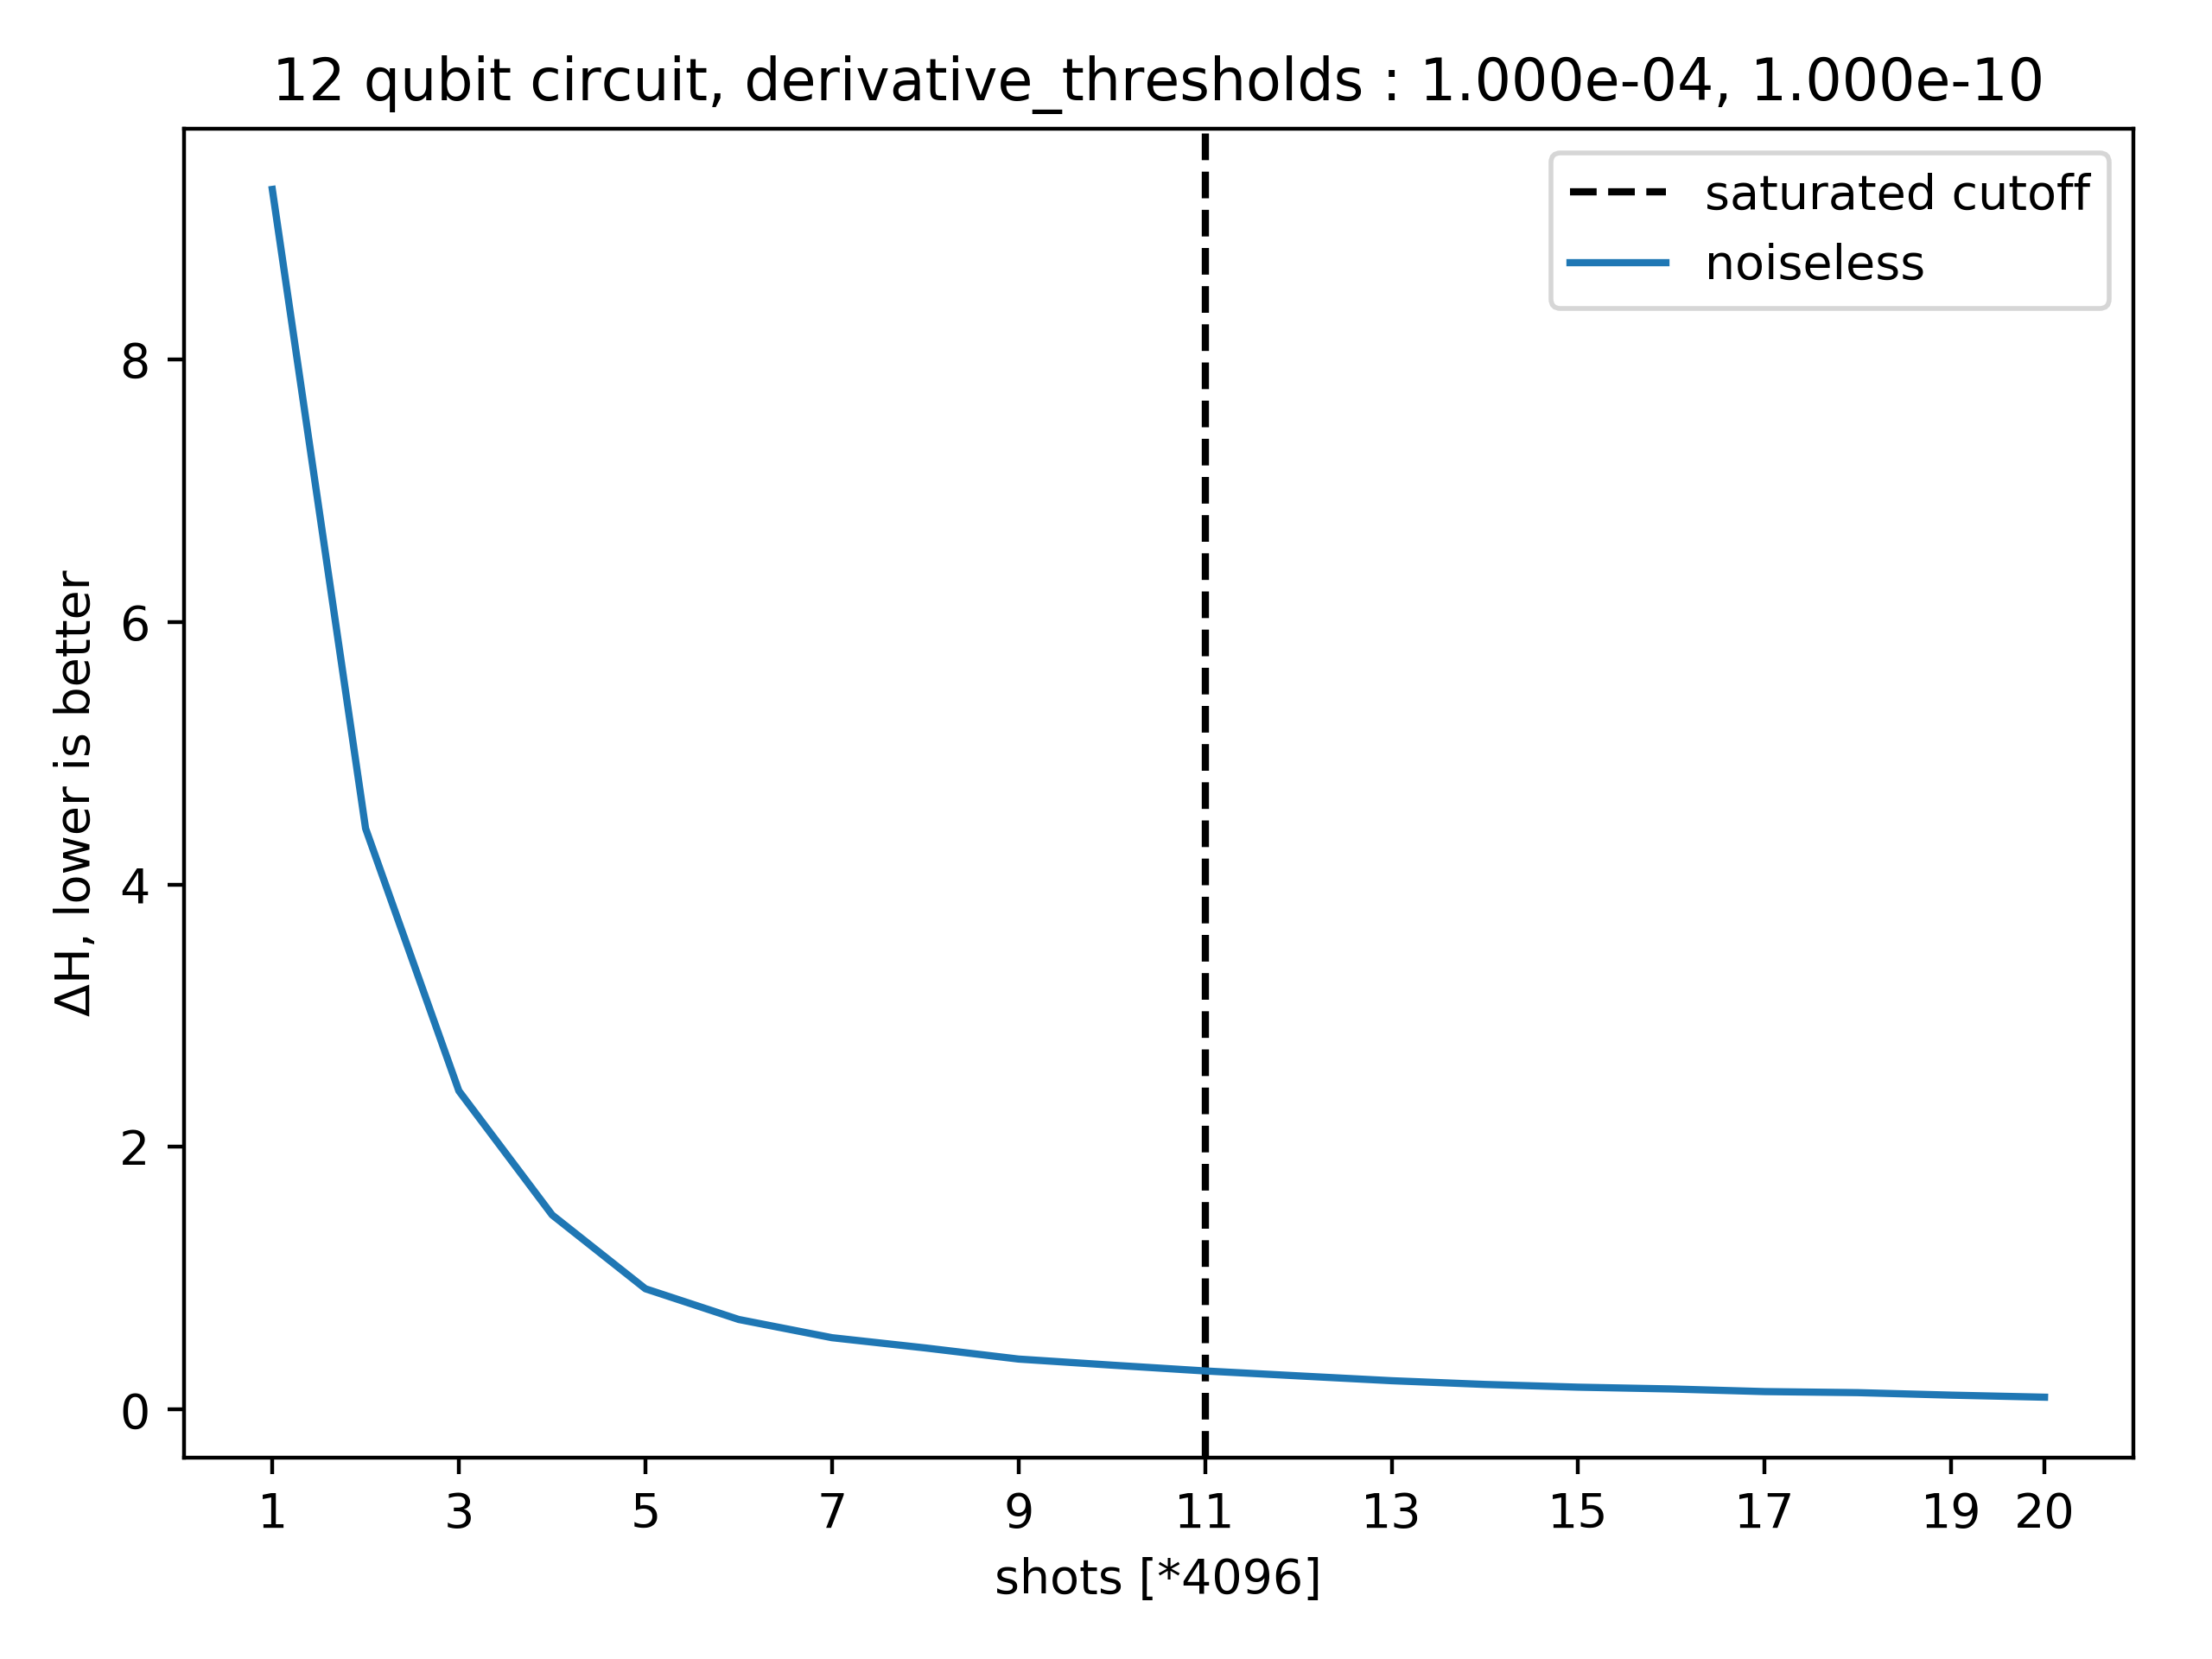 12 qubit circuit, derivative_thresholds : 1.000e-04, 1.000e-10
saturated cutoff
noiseless
ΔH, lower is better
8
6
4
2
0
1 3 5 7 9 11 13 15 17 19 20
shots [*4096]